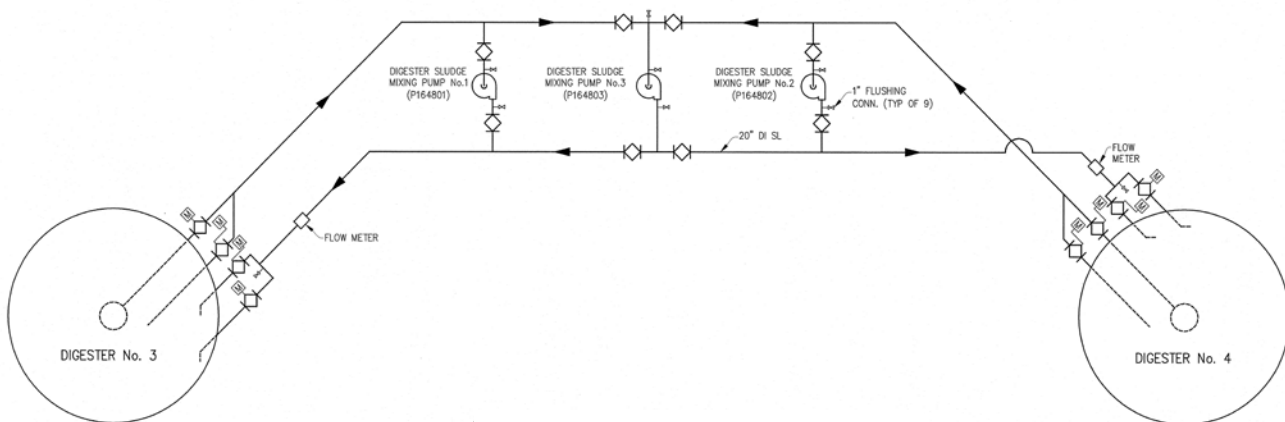 DIGESTER SLUDGE
MIXING PUMP No.1
(P164801)
DIGESTER SLUDGE
MIXING PUMP No.3
(P164803)
DIGESTER SLUDGE
MIXING PUMP No.2
(P164802)
1" FLUSHING
CONN. (TYP OF 9)
20" DI SL
FLOW
METER
M
M
M
M
M
M
M
M
FLOW METER
DIGESTER No. 3
DIGESTER No. 4